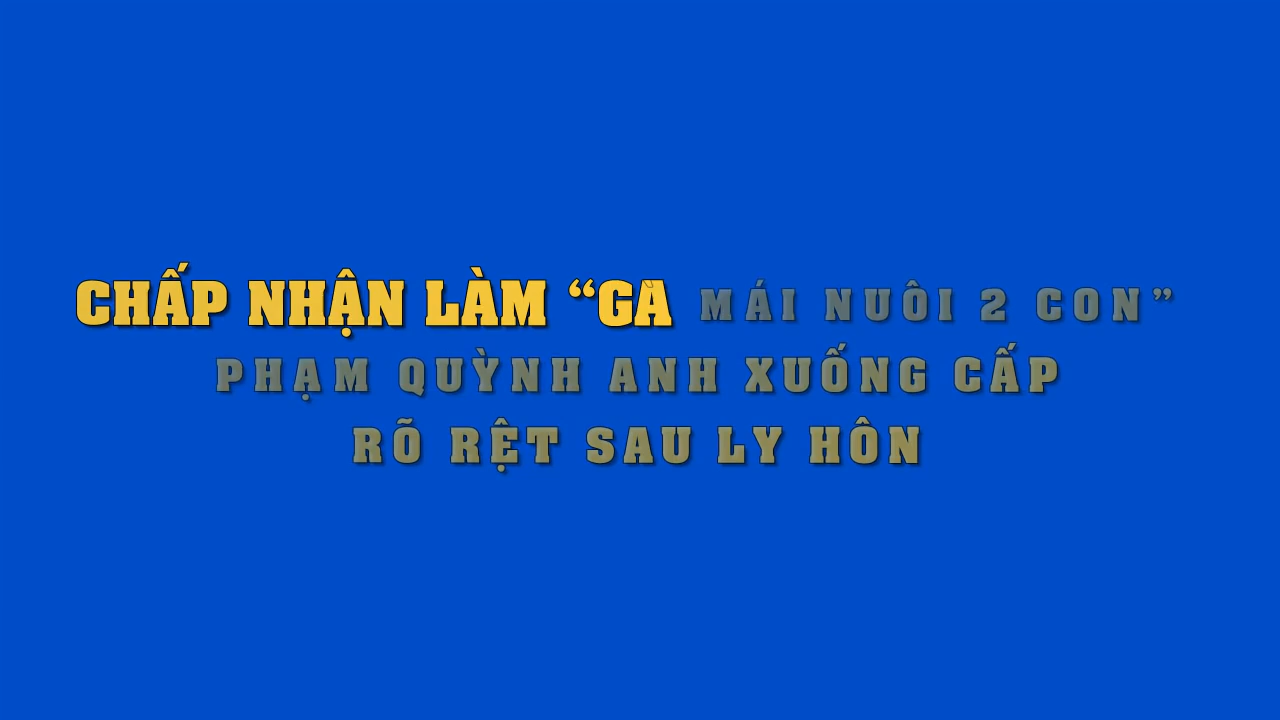 CHẤP NHẬN LÀM “GÀ MÁI NUÔI 2 CON”
PHẠM QUỲNH ANH XUỐNG CẤP
RÕ RỆT SAU LY HÔN